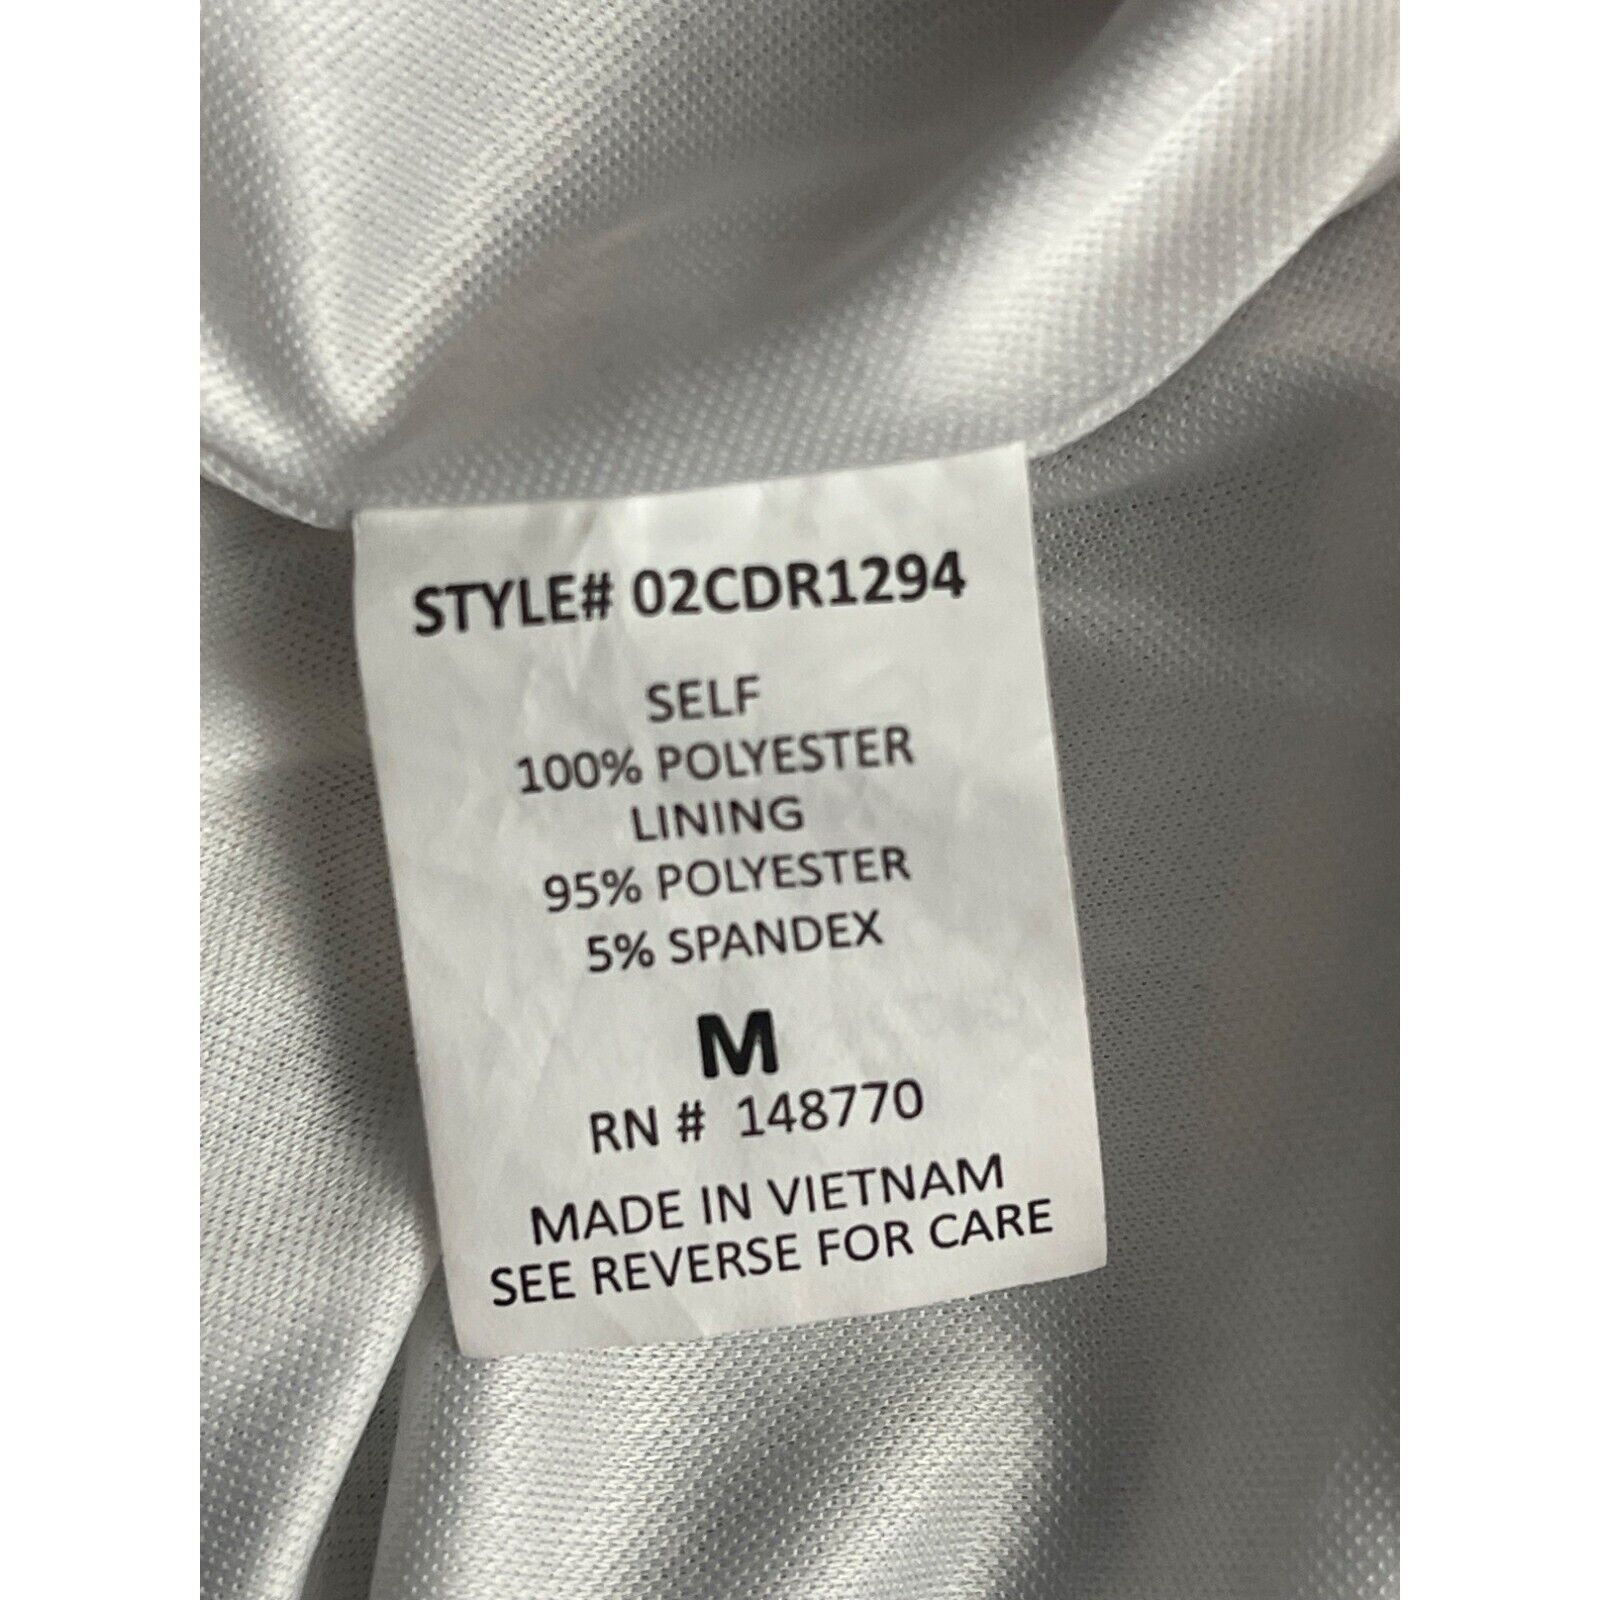 STYLE# 02CDR1294
SELF
100% POLYESTER
LINING
95% POLYESTER
5% SPANDEX
M
RN # 148770
MADE IN VIETNAM
SEE REVERSE FOR CARE